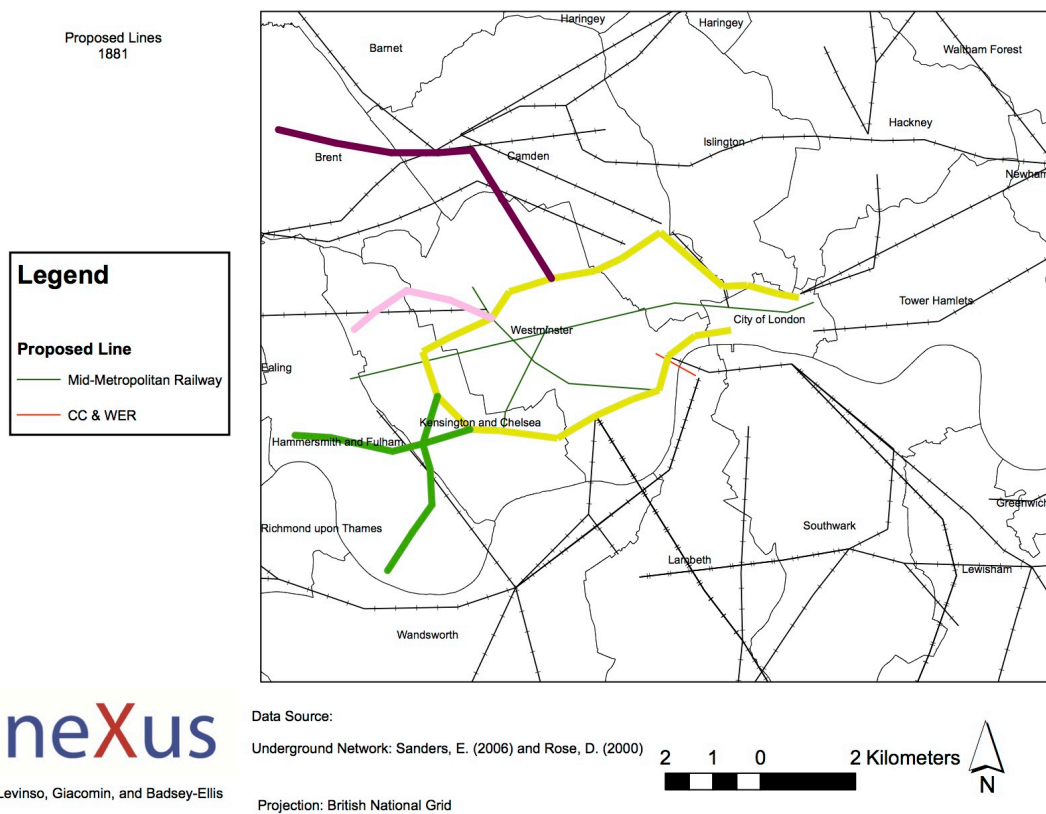 Proposed Lines
1881
Haringey
Haringey
Barnet
Waltham Forest
Hackney
Islington
Brent
Camden
Newham
Legend
Proposed Line
Mid-Metropolitan Railway
CC & WER
Tower Hamlets
City of London
Westminster
Ealing
Kensington and Chelsea
Hammersmith and Fulham
Greenwich
Richmond upon Thames
Southwark
Lambeth
Lewisham
Wandsworth
neXus
Levinso, Giacomin, and Badsey-Ellis
Data Source:
Underground Network: Sanders, E. (2006) and Rose, D. (2000)
Projection: British National Grid
2 1 0 2 Kilometers
N